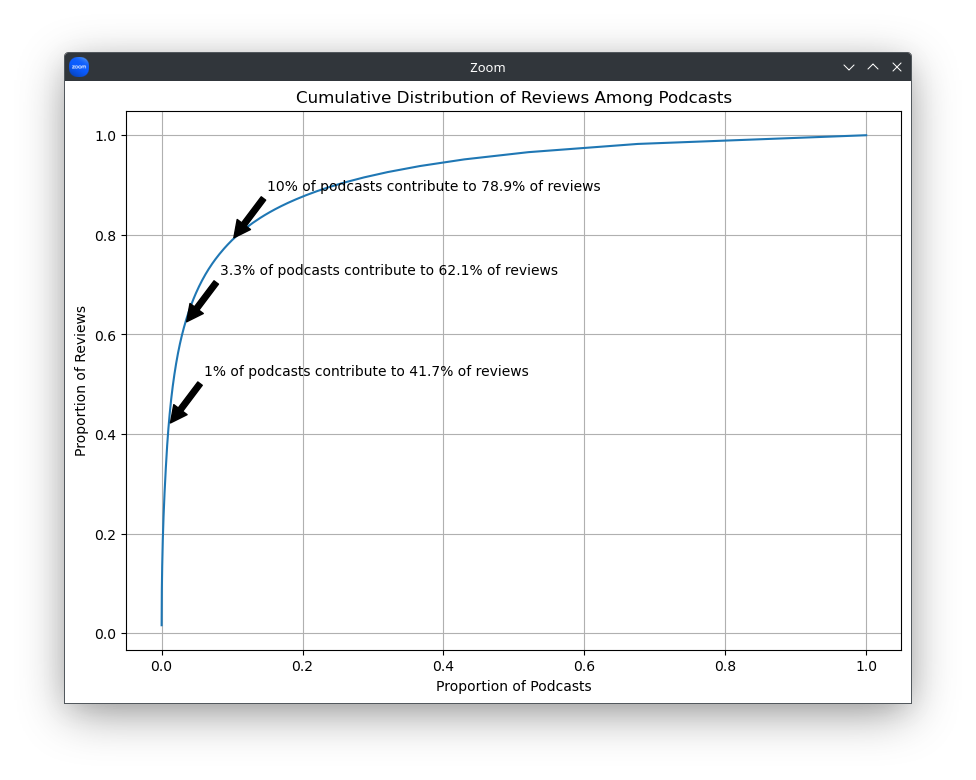 zoom
Zoom
Cumulative Distribution of Reviews Among Podcasts
Proportion of Reviews
1.0
0.8
0.6
0.4
0.2
0.0
10% of podcasts contribute to 78.9% of reviews
3.3% of podcasts contribute to 62.1% of reviews
1% of podcasts contribute to 41.7% of reviews
0.0 0.2 0.4 0.6 0.8 1.0
Proportion of Podcasts